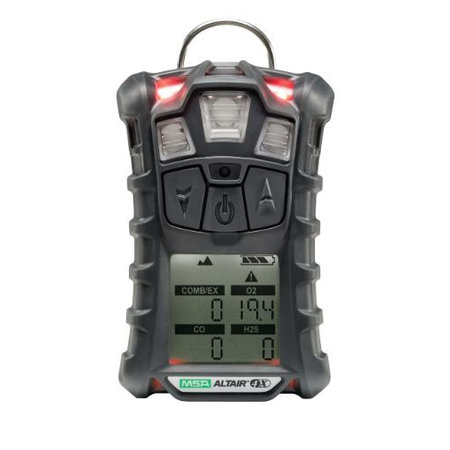 COMB/EX O2
0 19.4
CO H2S
0 0
MSA ALTAIR 4X